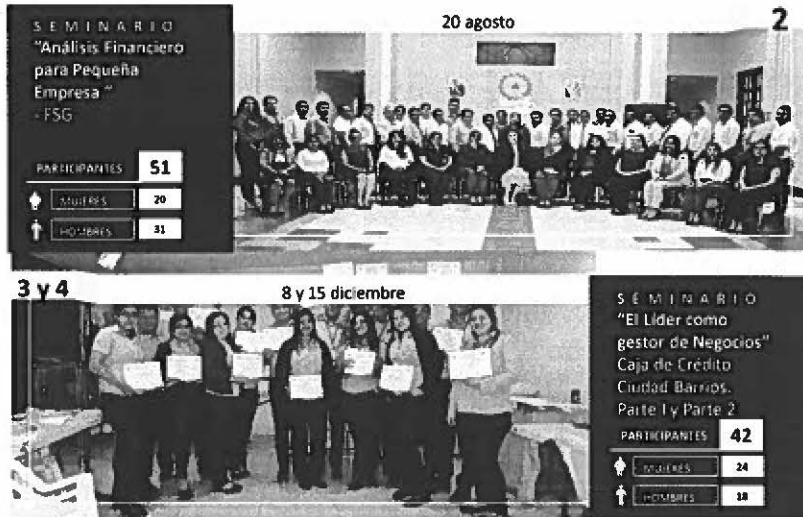 SEMINARIO
"Análisis Financiero
para Pequeña
Empresa "
-FSG
PARTICIPANTES 51
MUJERES 20
HOMBRES 31
20 agosto
2
3 y 4
8 y 15 diciembre
SEMINARIO
"El Líder como
gestor de Negocios"
Caja de Crédito
Ciudad Barrios.
Parte I y Parte 2
PARTICIPANTES 42
MUJERES 24
HOMBRES 18